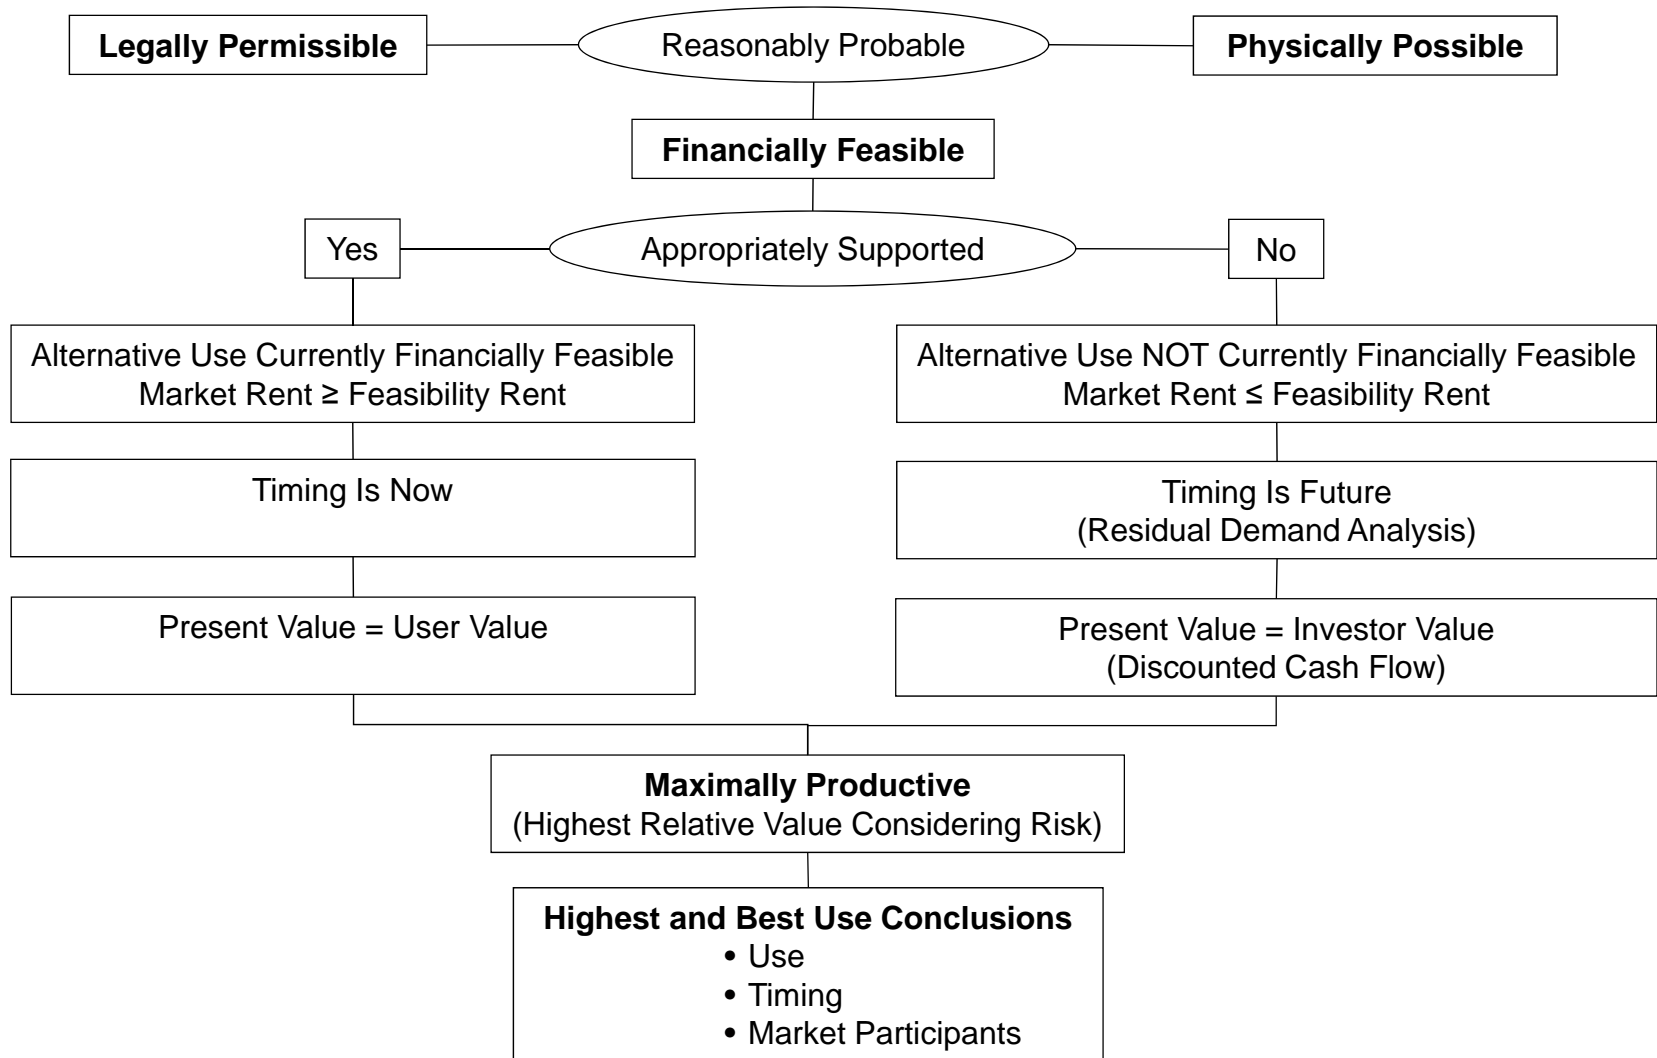 Legally Permissible
Reasonably Probable
Physically Possible
Financially Feasible
Yes
Appropriately Supported
No
Alternative Use Currently Financially Feasible
Market Rent ≥ Feasibility Rent
Alternative Use NOT Currently Financially Feasible
Market Rent ≤ Feasibility Rent
Timing Is Now
Timing Is Future
(Residual Demand Analysis)
Present Value = User Value
Present Value = Investor Value
(Discounted Cash Flow)
Maximally Productive
(Highest Relative Value Considering Risk)
Highest and Best Use Conclusions
• Use
• Timing
• Market Participants